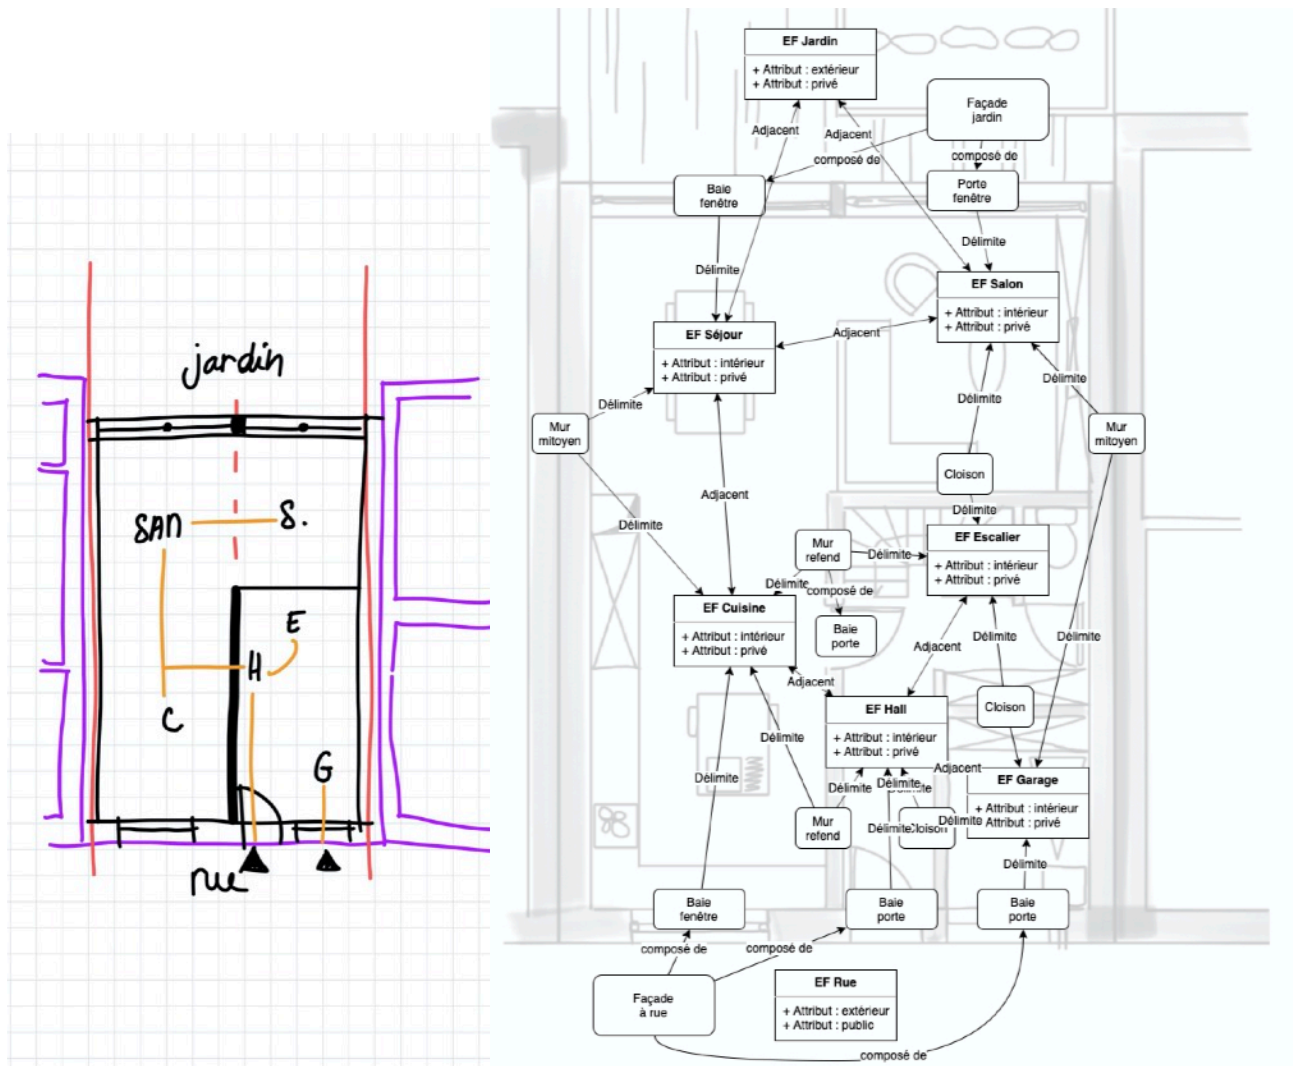 jardin
SAM
S.
E
H
C
G
rue
EF Jardin
+ Attribut : extérieur
+ Attribut : privé
Façade
jardin
Adjacent
Adjacent
composé de
composé de
Baie
fenêtre
Porte
fenêtre
Délimite
Délimite
EF Salon
+ Attribut : intérieur
+ Attribut : privé
EF Séjour
+ Attribut : intérieur
+ Attribut : privé
Adjacent
Délimite
Délimite
Délimite
Mur
mitoyen
Mur
mitoyen
Cloison
Adjacent
Délimite
Délimite
EF Escalier
+ Attribut : intérieur
+ Attribut : privé
Mur
refend
Délimite
Délimite
composé de
EF Cuisine
+ Attribut : intérieur
+ Attribut : privé
Baie
porte
Adjacent
Délimite
Délimite
Adjacent
EF Hall
+ Attribut : intérieur
+ Attribut : privé
Cloison
Délimite
Délimite
Adjacent
EF Garage
+ Attribut : intérieur
+ Attribut : privé
Délimite
Délimite
Délimite
Mur
refend
Délimite
Cloison
Délimite
Délimite
Baie
fenêtre
Baie
porte
Baie
porte
composé de
composé de
Façade
à rue
EF Rue
+ Attribut : extérieur
+ Attribut : public
composé de